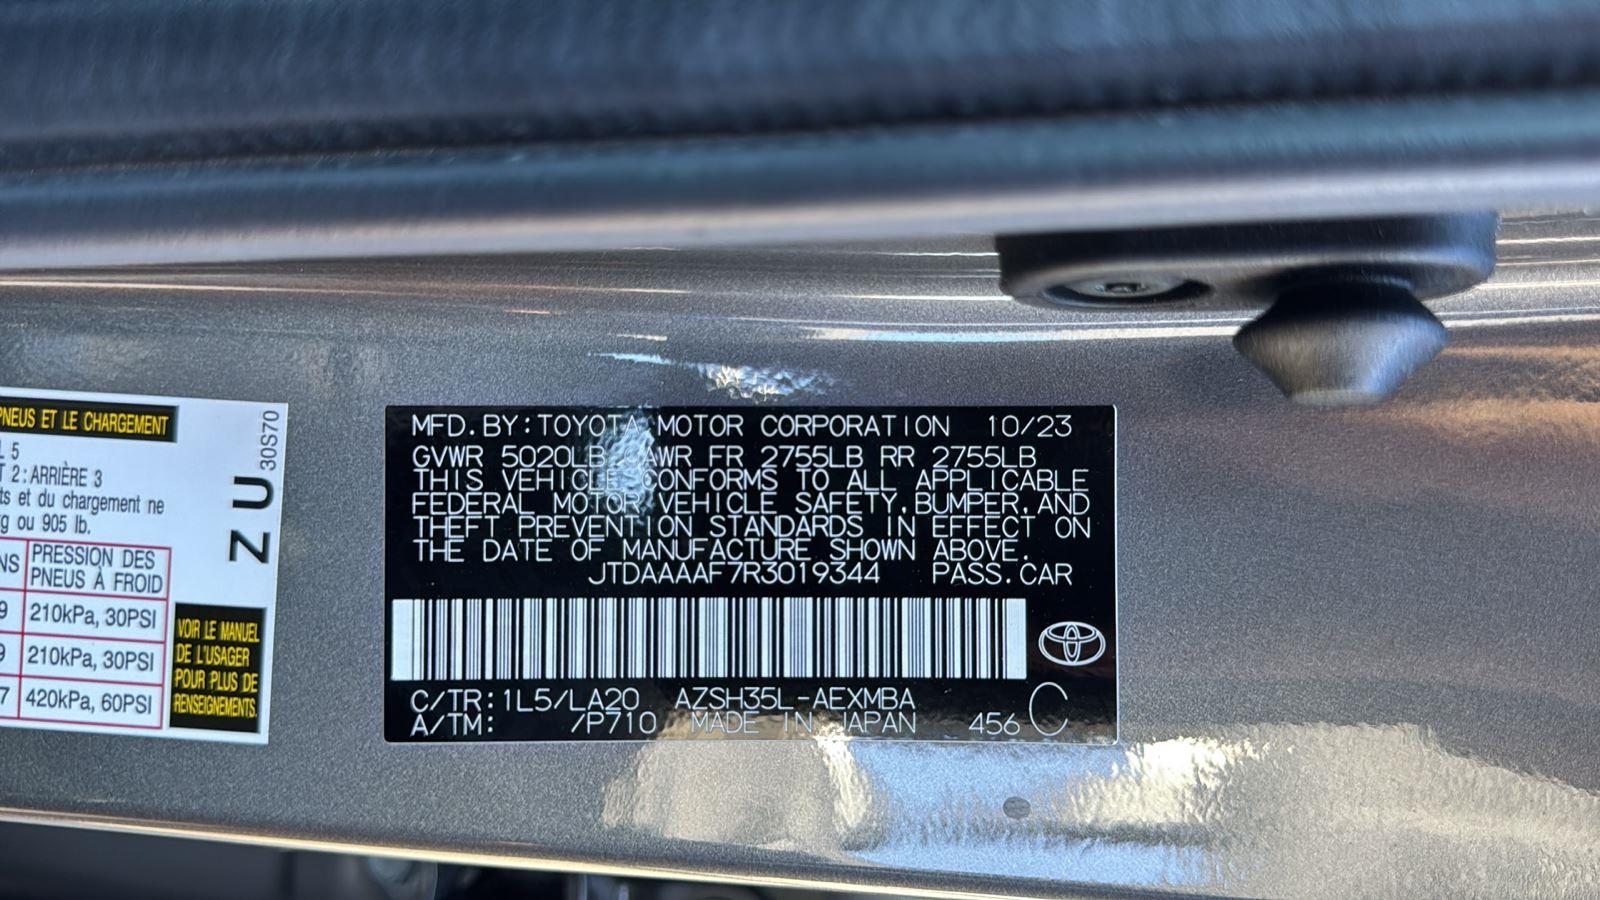 PNEUS ET LE CHARGEMENT
L 5
T 2 : ARRIÈRE 3
ts et du chargement ne
g ou 905 lb.
NS PRESSION DES
PNEUS À FROID
9 210kPa, 30PSI
9 210kPa, 30PSI
7 420kPa, 60PSI
VOIR LE MANUEL
DE L'USAGER
POUR PLUS DE
RENSEIGNEMENTS.
Z U
30S70
MFD.BY:TOYOTA MOTOR CORPORATION 10/23
GVWR 5020LB GAWR FR 2755LB RR 2755LB
THIS VEHICLE CONFORMS TO ALL APPLICABLE
FEDERAL MOTOR VEHICLE SAFETY,BUMPER,AND
THEFT PREVENTION STANDARDS IN EFFECT ON
THE DATE OF MANUFACTURE SHOWN ABOVE.
JTDAAAAF7R3019344 PASS.CAR
C/TR:1L5/LA20 AZSH35L-AEXMBA
A/TM: /P710 MADE IN JAPAN 456 C